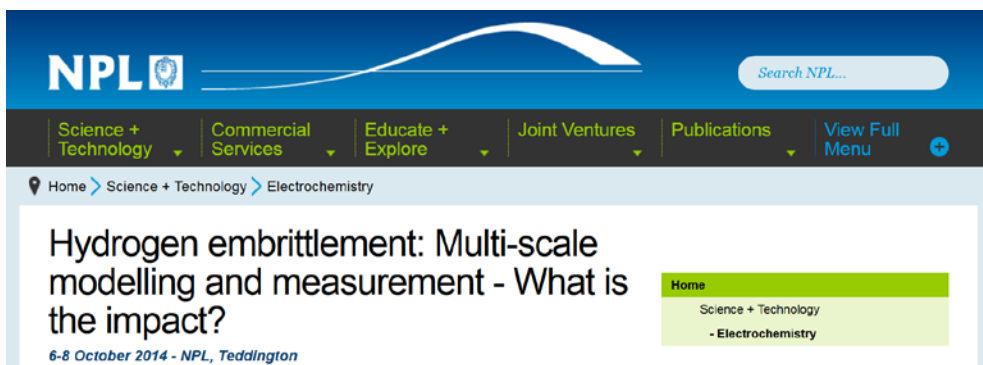 NPL
Search NPL...
Science +
Technology
Commercial
Services
Educate +
Explore
Joint Ventures
Publications
View Full
Menu
Home
Science + Technology
Electrochemistry
Hydrogen embrittlement: Multi-scale
modelling and measurement - What is
the impact?
6-8 October 2014 - NPL, Teddington
Home
Science + Technology
- Electrochemistry